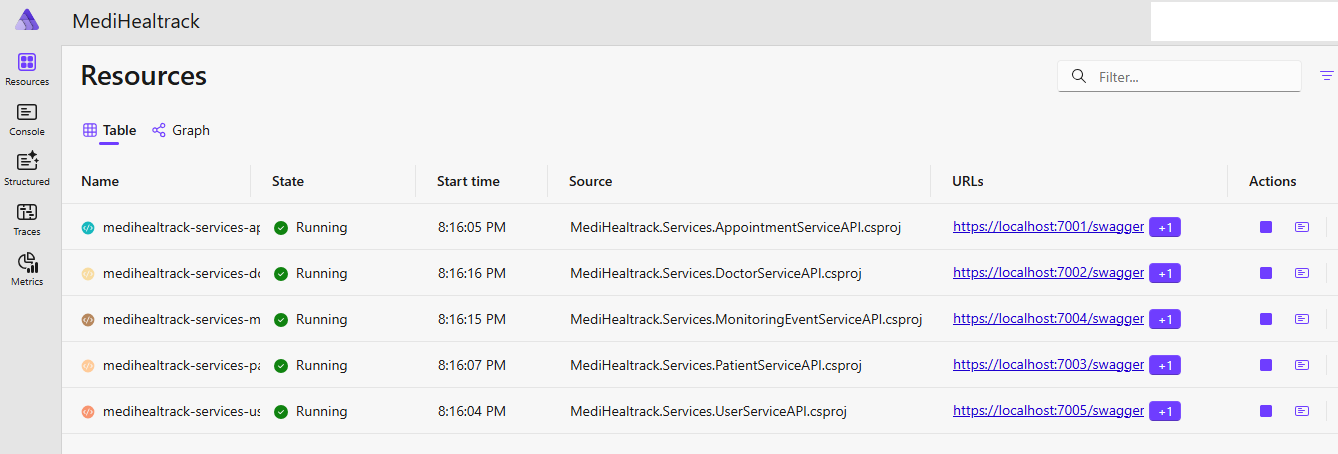 MediHealtrack
Resources
Console
Structured
Traces
Metrics
Resources
Filter...
Table Graph
Name State Start time Source URLs Actions
medihealtrack-services-ap Running 8:16:05 PM MediHealtrack.Services.AppointmentServiceAPI.csproj https://localhost:7001/swagger +1
medihealtrack-services-do Running 8:16:16 PM MediHealtrack.Services.DoctorServiceAPI.csproj https://localhost:7002/swagger +1
medihealtrack-services-m Running 8:16:15 PM MediHealtrack.Services.MonitoringEventServiceAPI.csproj https://localhost:7004/swagger +1
medihealtrack-services-pa Running 8:16:07 PM MediHealtrack.Services.PatientServiceAPI.csproj https://localhost:7003/swagger +1
medihealtrack-services-us Running 8:16:04 PM MediHealtrack.Services.UserServiceAPI.csproj https://localhost:7005/swagger +1